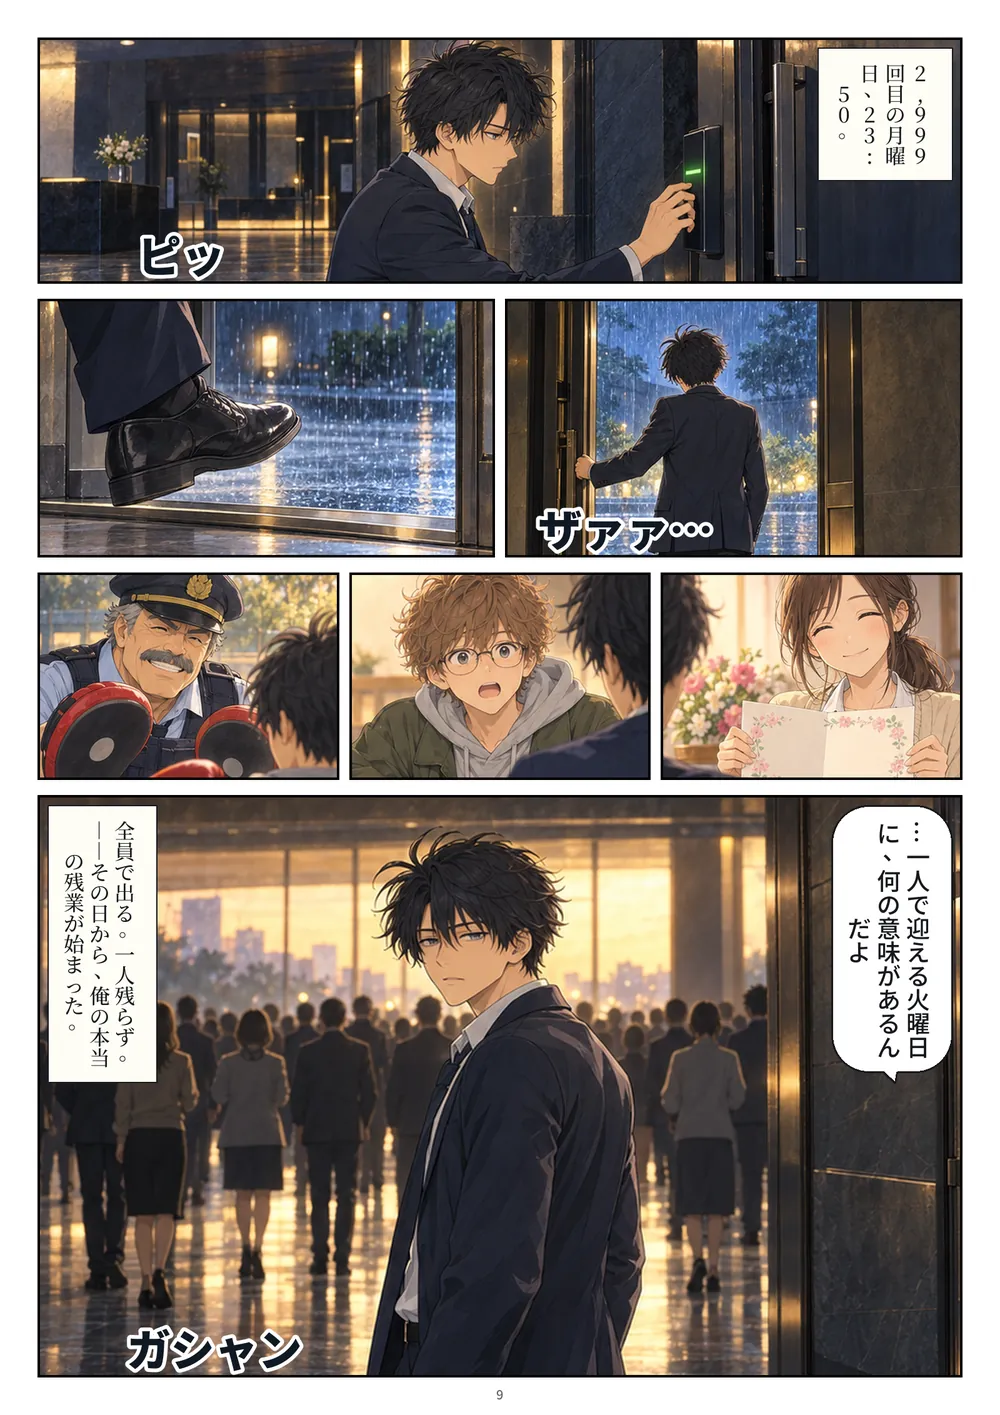 2,999
回目の月曜
日、23:
50。
ピッ
ザァァ…
…一人で迎える火曜日
に、何の意味があるん
だよ
全員で出る。一人残らず。
——その日から、俺の本当
の残業が始まった。
ガシャン
9